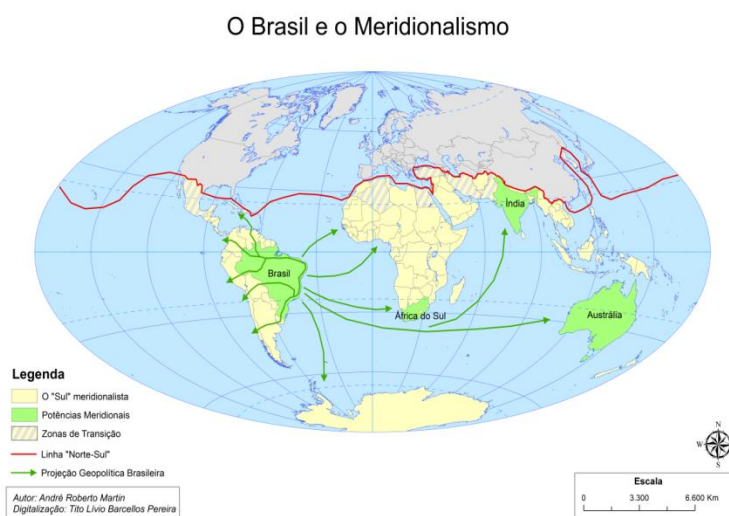 O Brasil e o Meridionalismo
Índia
Brasil
África do Sul
Austrália
Legenda
O "Sul" meridionalista
Potências Meridionais
Zonas de Transição
Linha "Norte-Sul"
Projeção Geopolítica Brasileira
Autor: André Roberto Martin
Digitalização: Tito Lívio Barcellos Pereira
N
W
E
S
Escala
0 3.300 6.600 Km